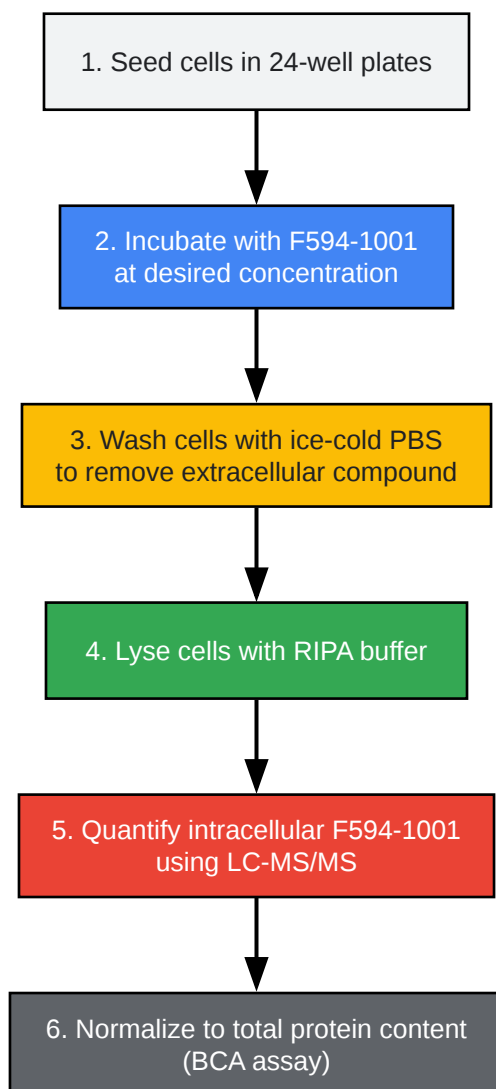 1. Seed cells in 24-well plates
2. Incubate with F594-1001
at desired concentration
3. Wash cells with ice-cold PBS
to remove extracellular compound
4. Lyse cells with RIPA buffer
5. Quantify intracellular F594-1001
using LC-MS/MS
6. Normalize to total protein content
(BCA assay)